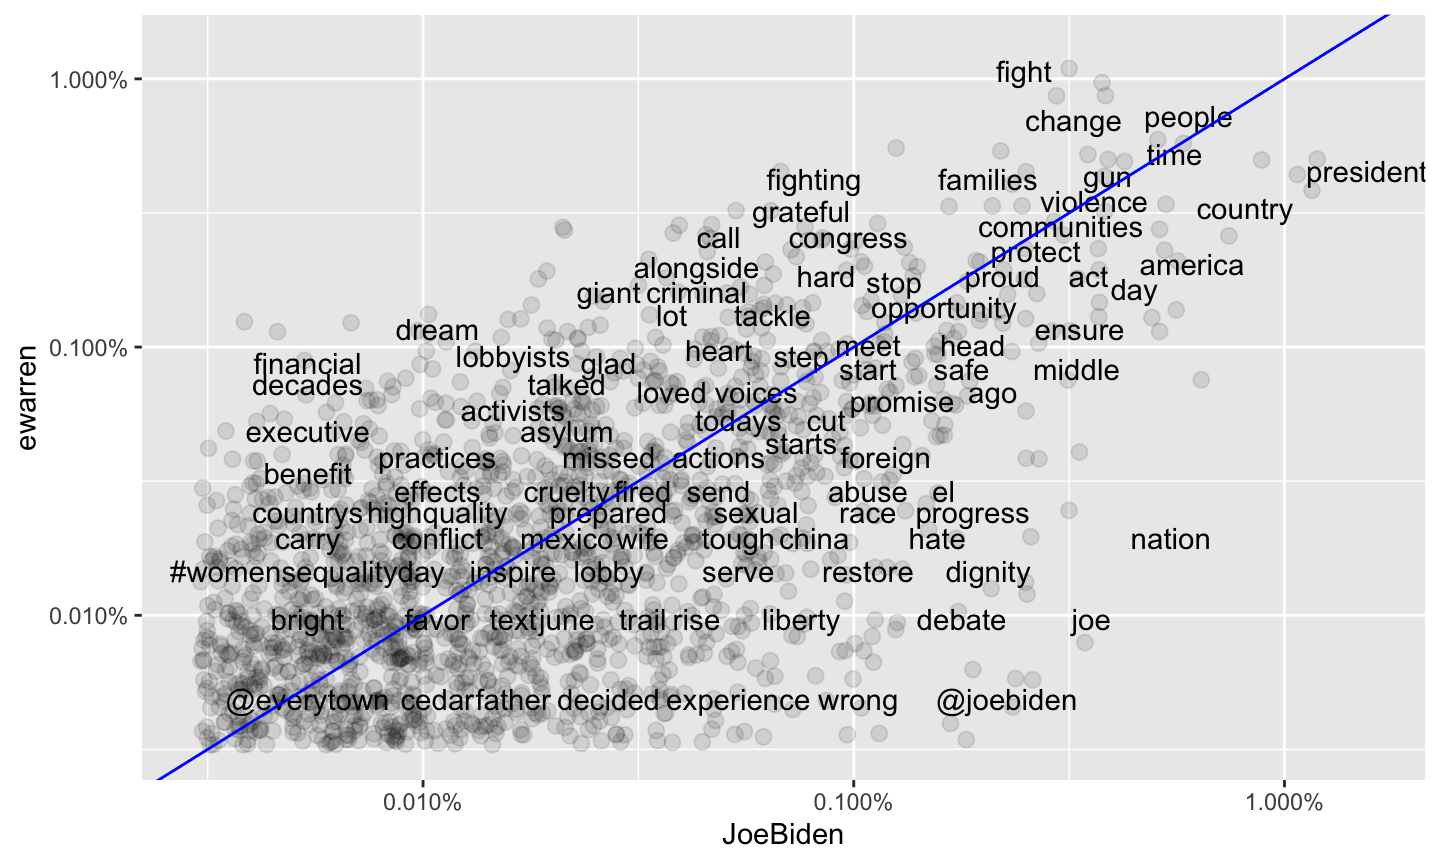 1.000%
fight
change people
time
fighting families gun president
grateful violence country
call congress communities
protect
alongside hard stop proud act america
giant criminal day
lot tackle opportunity
dream ensure
financial lobbyists glad heart step meet head
decades talked loved voices start safe middle
0.100%
activists promise ago
executive asylum todays cut
starts
benefit practices missed actions foreign
effects cruelty fired send abuse el
countrys highquality prepared sexual race progress
carry conflict mexico wife tough china hate nation
#womensequalityday inspire lobby serve restore dignity
0.010%
bright favor text june trail rise liberty debate joe
@everytown cedar father decided experience wrong @joebiden
ewarren
0.010% 0.100% 1.000%
JoeBiden